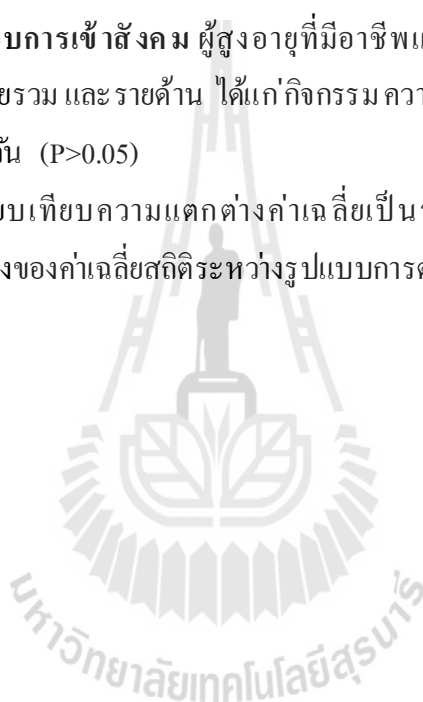 บการเข้าสังคม ผู้สูงอายุที่มีอาชีพแ
ยรวม และรายด้าน ได้แก่ กิจกรรม ควา
ัน (P>0.05)
ยบเทียบความแตกต่างค่าเฉลี่ยเป็นร
งของค่าเฉลี่ยสถิติระหว่างรูปแบบการด
มหาวิทยาลัยเทคโนโลยีสุรนารี